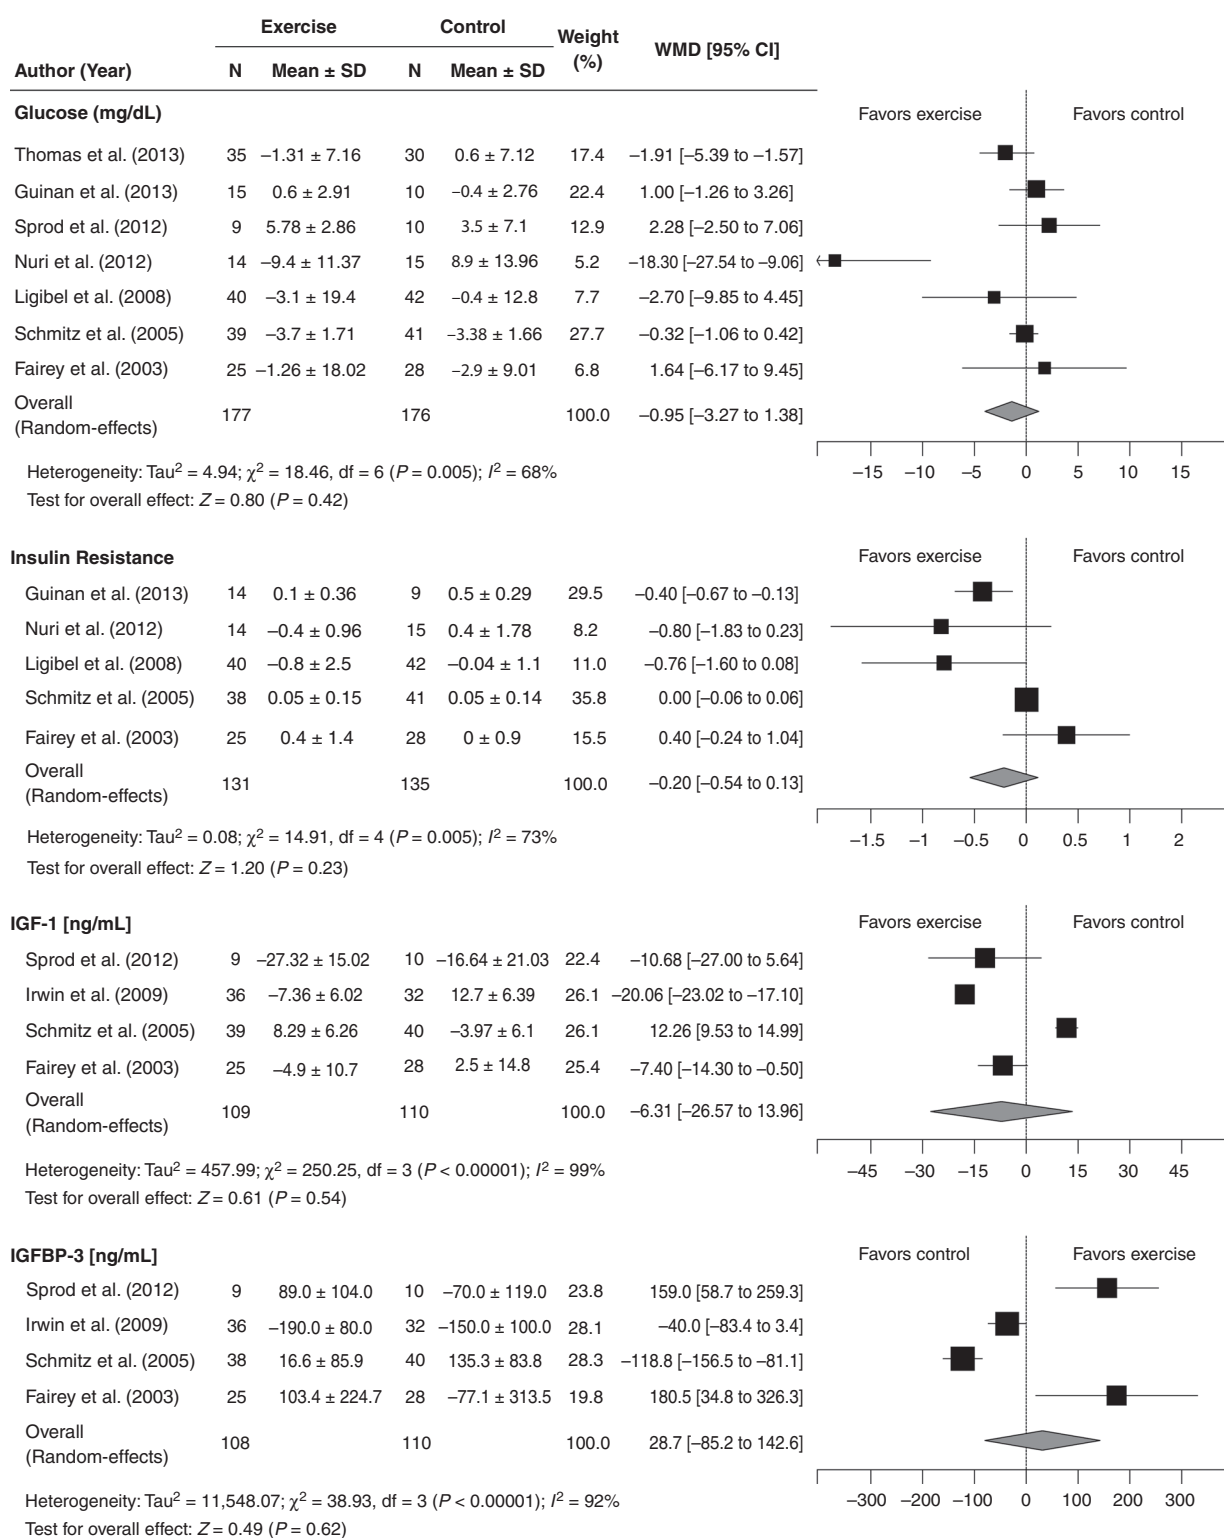 Exercise Control
Weight (%)
WMD [95% CI]
Author (Year) N Mean ± SD N Mean ± SD
Glucose (mg/dL) Favors exercise Favors control
Thomas et al. (2013) 35 –1.31 ± 7.16 30 0.6 ± 7.12 17.4 –1.91 [–5.39 to –1.57]
Guinan et al. (2013) 15 0.6 ± 2.91 10 –0.4 ± 2.76 22.4 1.00 [–1.26 to 3.26]
Sprod et al. (2012) 9 5.78 ± 2.86 10 3.5 ± 7.1 12.9 2.28 [–2.50 to 7.06]
Nuri et al. (2012) 14 –9.4 ± 11.37 15 8.9 ± 13.96 5.2 –18.30 [–27.54 to –9.06]
Ligibel et al. (2008) 40 –3.1 ± 19.4 42 –0.4 ± 12.8 7.7 –2.70 [–9.85 to 4.45]
Schmitz et al. (2005) 39 –3.7 ± 1.71 41 –3.38 ± 1.66 27.7 –0.32 [–1.06 to 0.42]
Fairey et al. (2003) 25 –1.26 ± 18.02 28 –2.9 ± 9.01 6.8 1.64 [–6.17 to 9.45]
Overall
(Random-effects) 177 176 100.0 –0.95 [–3.27 to 1.38]
–15 –10 –5 0 5 10 15
Heterogeneity: Tau² = 4.94; χ² = 18.46, df = 6 (P = 0.005); I² = 68%
Test for overall effect: Z = 0.80 (P = 0.42)
Insulin Resistance Favors exercise Favors control
Guinan et al. (2013) 14 0.1 ± 0.36 9 0.5 ± 0.29 29.5 –0.40 [–0.67 to –0.13]
Nuri et al. (2012) 14 –0.4 ± 0.96 15 0.4 ± 1.78 8.2 –0.80 [–1.83 to 0.23]
Ligibel et al. (2008) 40 –0.8 ± 2.5 42 –0.04 ± 1.1 11.0 –0.76 [–1.60 to 0.08]
Schmitz et al. (2005) 38 0.05 ± 0.15 41 0.05 ± 0.14 35.8 0.00 [–0.06 to 0.06]
Fairey et al. (2003) 25 0.4 ± 1.4 28 0 ± 0.9 15.5 0.40 [–0.24 to 1.04]
Overall
(Random-effects) 131 135 100.0 –0.20 [–0.54 to 0.13]
–1.5 –1 –0.5 0 0.5 1 2
Heterogeneity: Tau² = 0.08; χ² = 14.91, df = 4 (P = 0.005); I² = 73%
Test for overall effect: Z = 1.20 (P = 0.23)
IGF-1 [ng/mL] Favors exercise Favors control
Sprod et al. (2012) 9 –27.32 ± 15.02 10 –16.64 ± 21.03 22.4 –10.68 [–27.00 to 5.64]
Irwin et al. (2009) 36 –7.36 ± 6.02 32 12.7 ± 6.39 26.1 –20.06 [–23.02 to –17.10]
Schmitz et al. (2005) 39 8.29 ± 6.26 40 –3.97 ± 6.1 26.1 12.26 [9.53 to 14.99]
Fairey et al. (2003) 25 –4.9 ± 10.7 28 2.5 ± 14.8 25.4 –7.40 [–14.30 to –0.50]
Overall
(Random-effects) 109 110 100.0 –6.31 [–26.57 to 13.96]
–45 –30 –15 0 15 30 45
Heterogeneity: Tau² = 457.99; χ² = 250.25, df = 3 (P < 0.00001); I² = 99%
Test for overall effect: Z = 0.61 (P = 0.54)
IGFBP-3 [ng/mL] Favors control Favors exercise
Sprod et al. (2012) 9 89.0 ± 104.0 10 –70.0 ± 119.0 23.8 159.0 [58.7 to 259.3]
Irwin et al. (2009) 36 –190.0 ± 80.0 32 –150.0 ± 100.0 28.1 –40.0 [–83.4 to 3.4]
Schmitz et al. (2005) 38 16.6 ± 85.9 40 135.3 ± 83.8 28.3 –118.8 [–156.5 to –81.1]
Fairey et al. (2003) 25 103.4 ± 224.7 28 –77.1 ± 313.5 19.8 180.5 [34.8 to 326.3]
Overall
(Random-effects) 108 110 100.0 28.7 [–85.2 to 142.6]
–300 –200 –100 0 100 200 300
Heterogeneity: Tau² = 11,548.07; χ² = 38.93, df = 3 (P < 0.00001); I² = 92%
Test for overall effect: Z = 0.49 (P = 0.62)